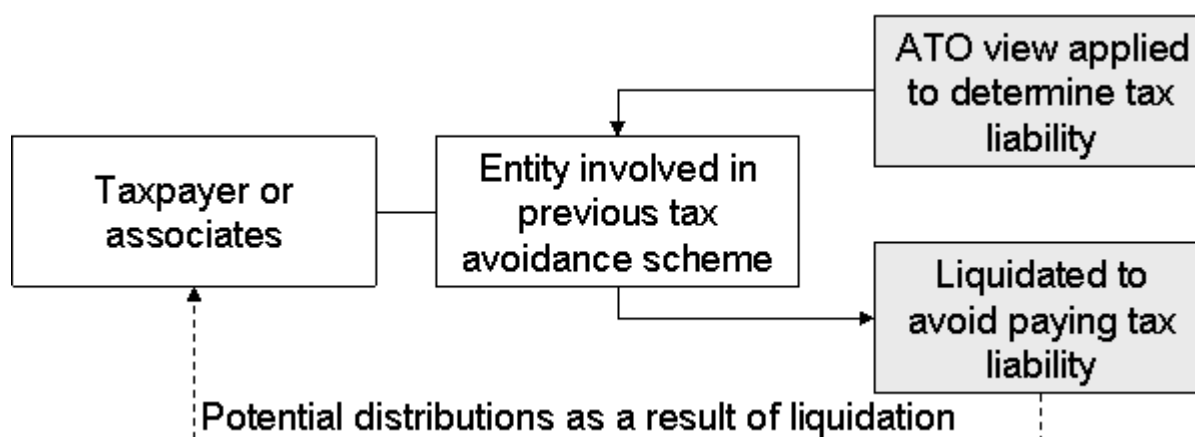 ATO view applied
to determine tax
liability
Taxpayer or
associates
Entity involved in
previous tax
avoidance scheme
Liquidated to
avoid paying tax
liability
Potential distributions as a result of liquidation